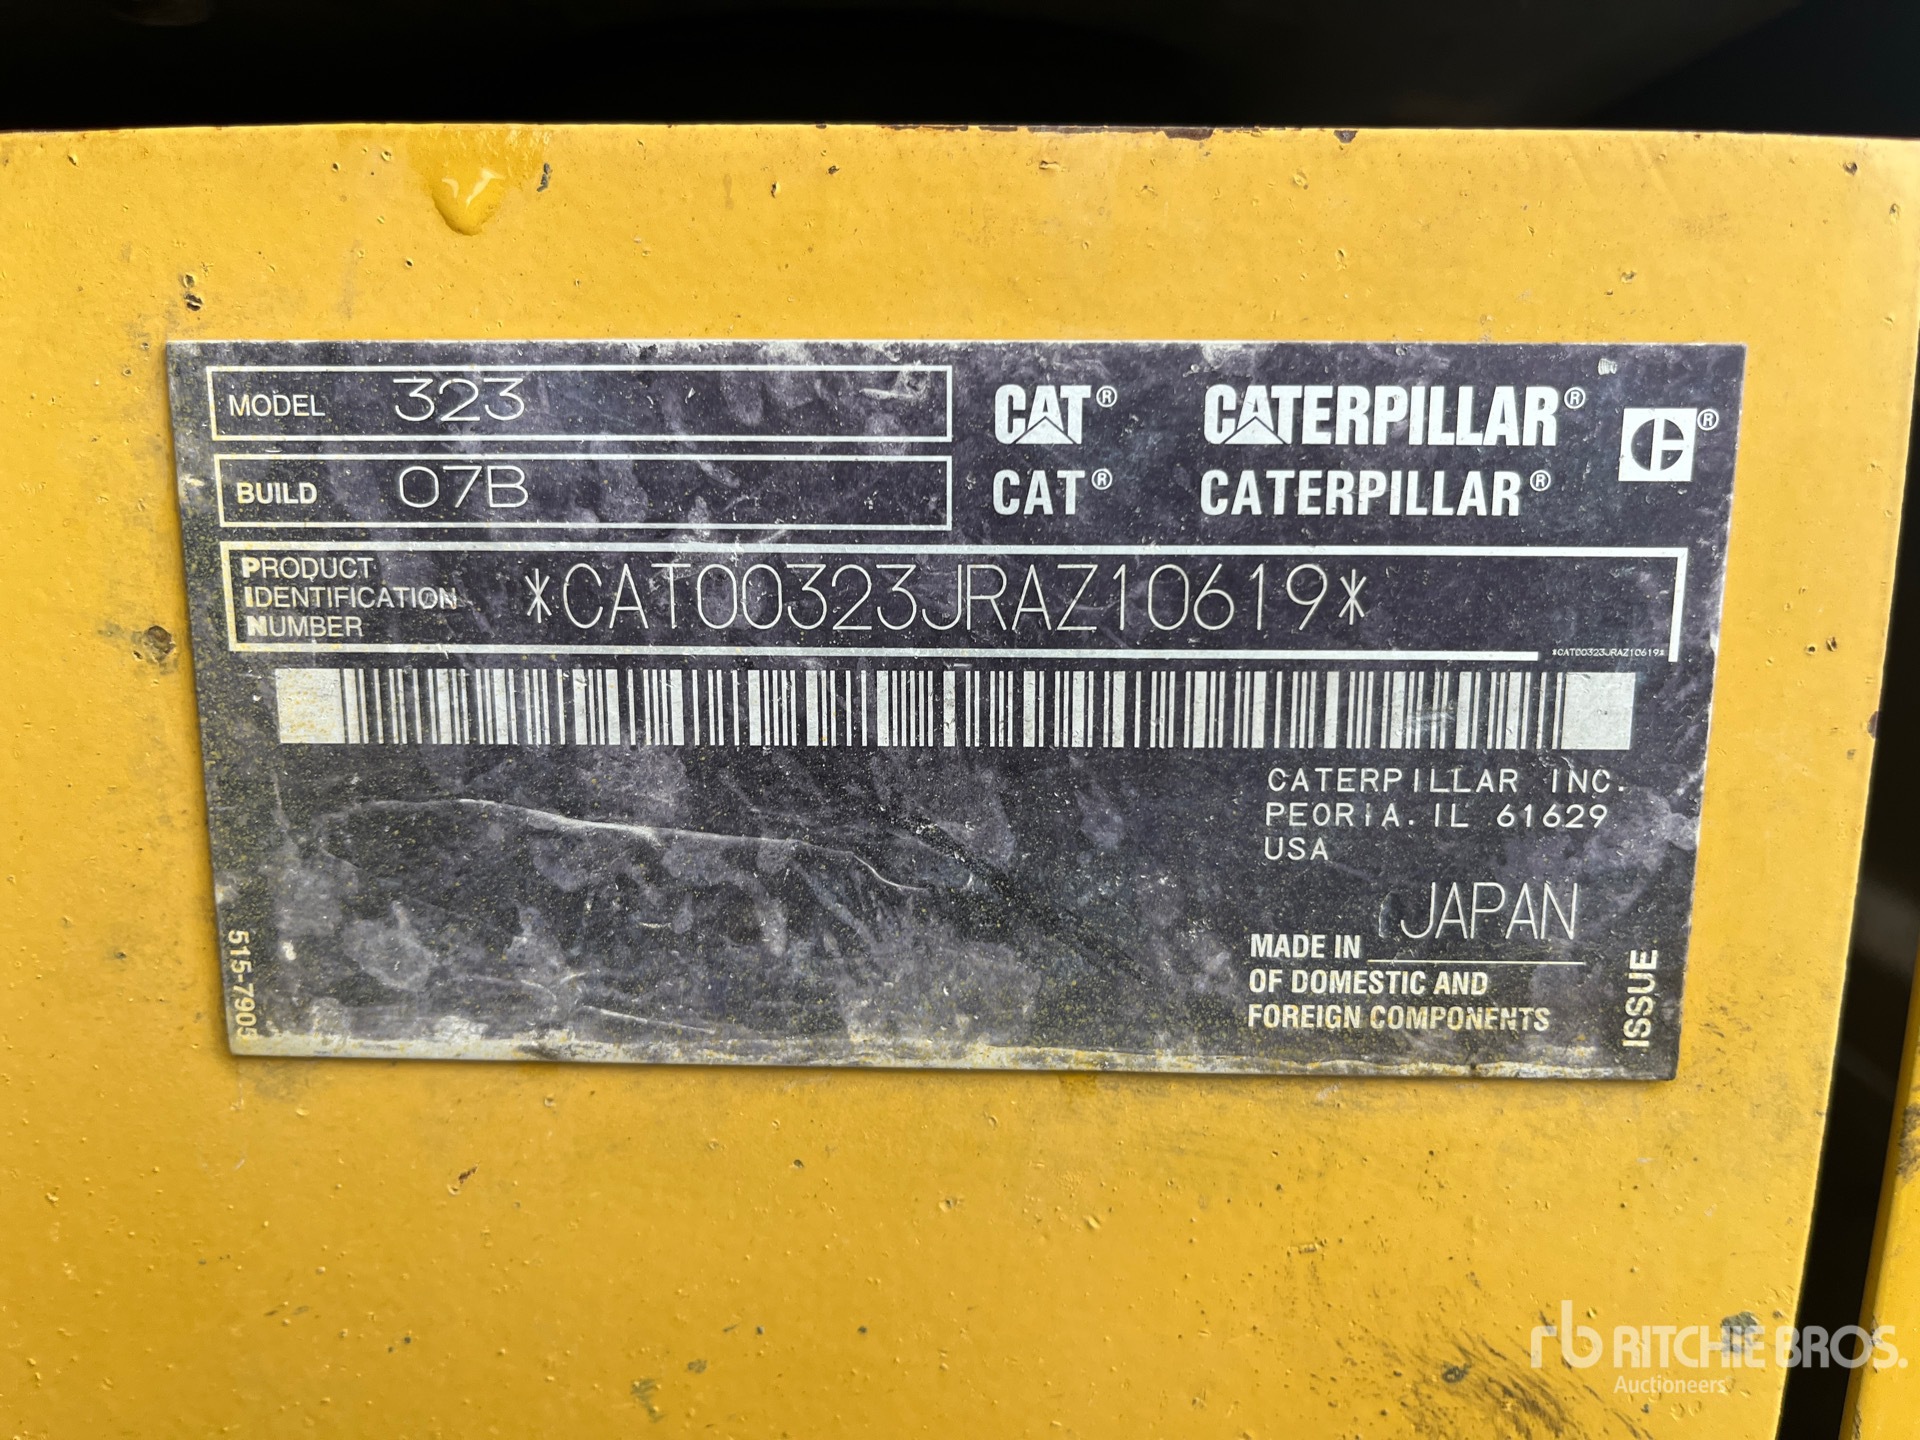 MODEL 323
BUILD 07B
CAT® CATERPILLAR®
CAT® CATERPILLAR®
®
PRODUCT
IDENTIFICATION
NUMBER
*CAT00323JRAZ10619*
*CAT00323JRAZ10619*
CATERPILLAR INC.
PEORIA. IL 61629
USA
MADE IN JAPAN
OF DOMESTIC AND
FOREIGN COMPONENTS
ISSUE
515-7905
rb RITCHIE BROS.
Auctioneers